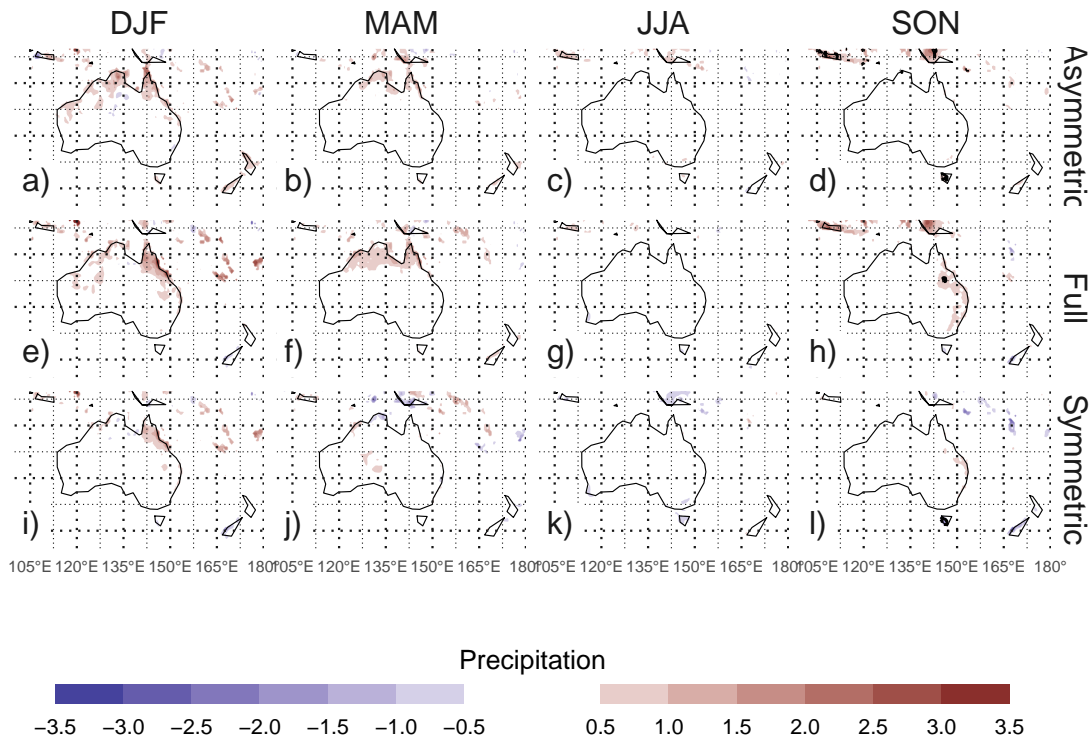 DJF MAM JJA SON
a) b) c) d) Asymmetric
e) f) g) h) Full
i) j) k) l) Symmetric
105°E 120°E 135°E 150°E 165°E 180° 105°E 120°E 135°E 150°E 165°E 180° 105°E 120°E 135°E 150°E 165°E 180° 105°E 120°E 135°E 150°E 165°E 180°
Precipitation
−3.5 −3.0 −2.5 −2.0 −1.5 −1.0 −0.5 0.5 1.0 1.5 2.0 2.5 3.0 3.5